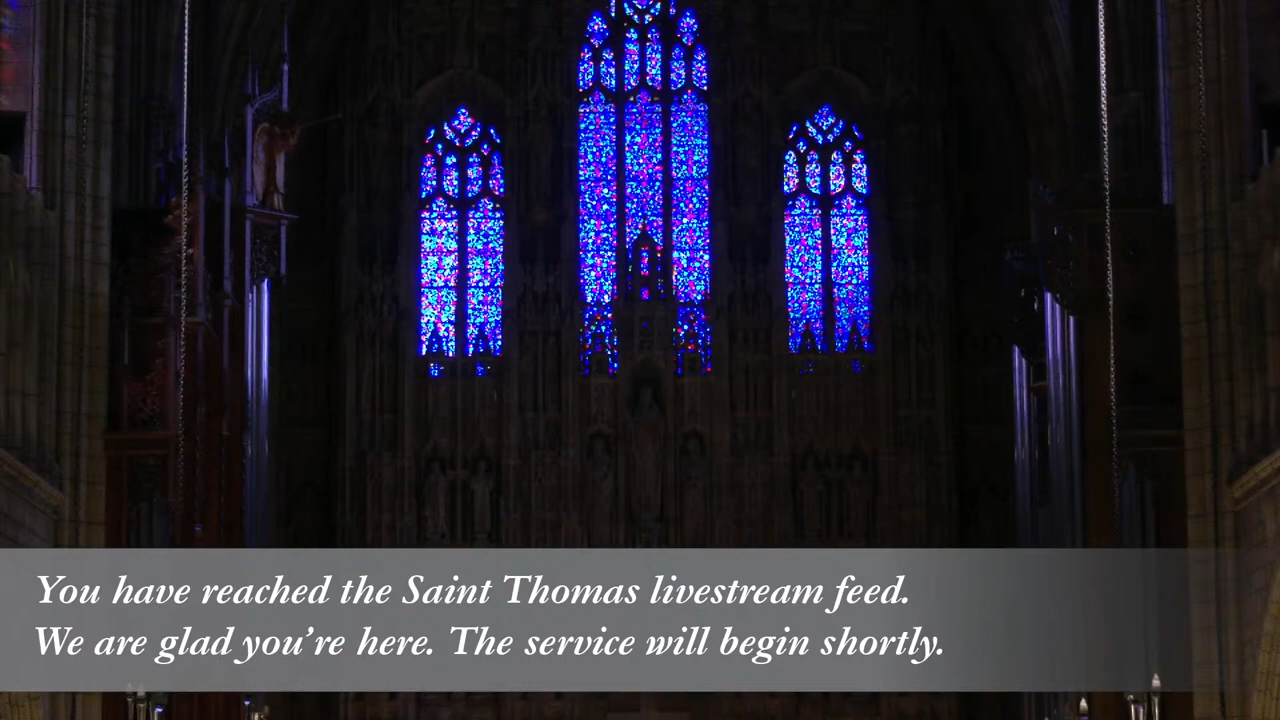 You have reached the Saint Thomas livestream feed.
We are glad you’re here. The service will begin shortly.